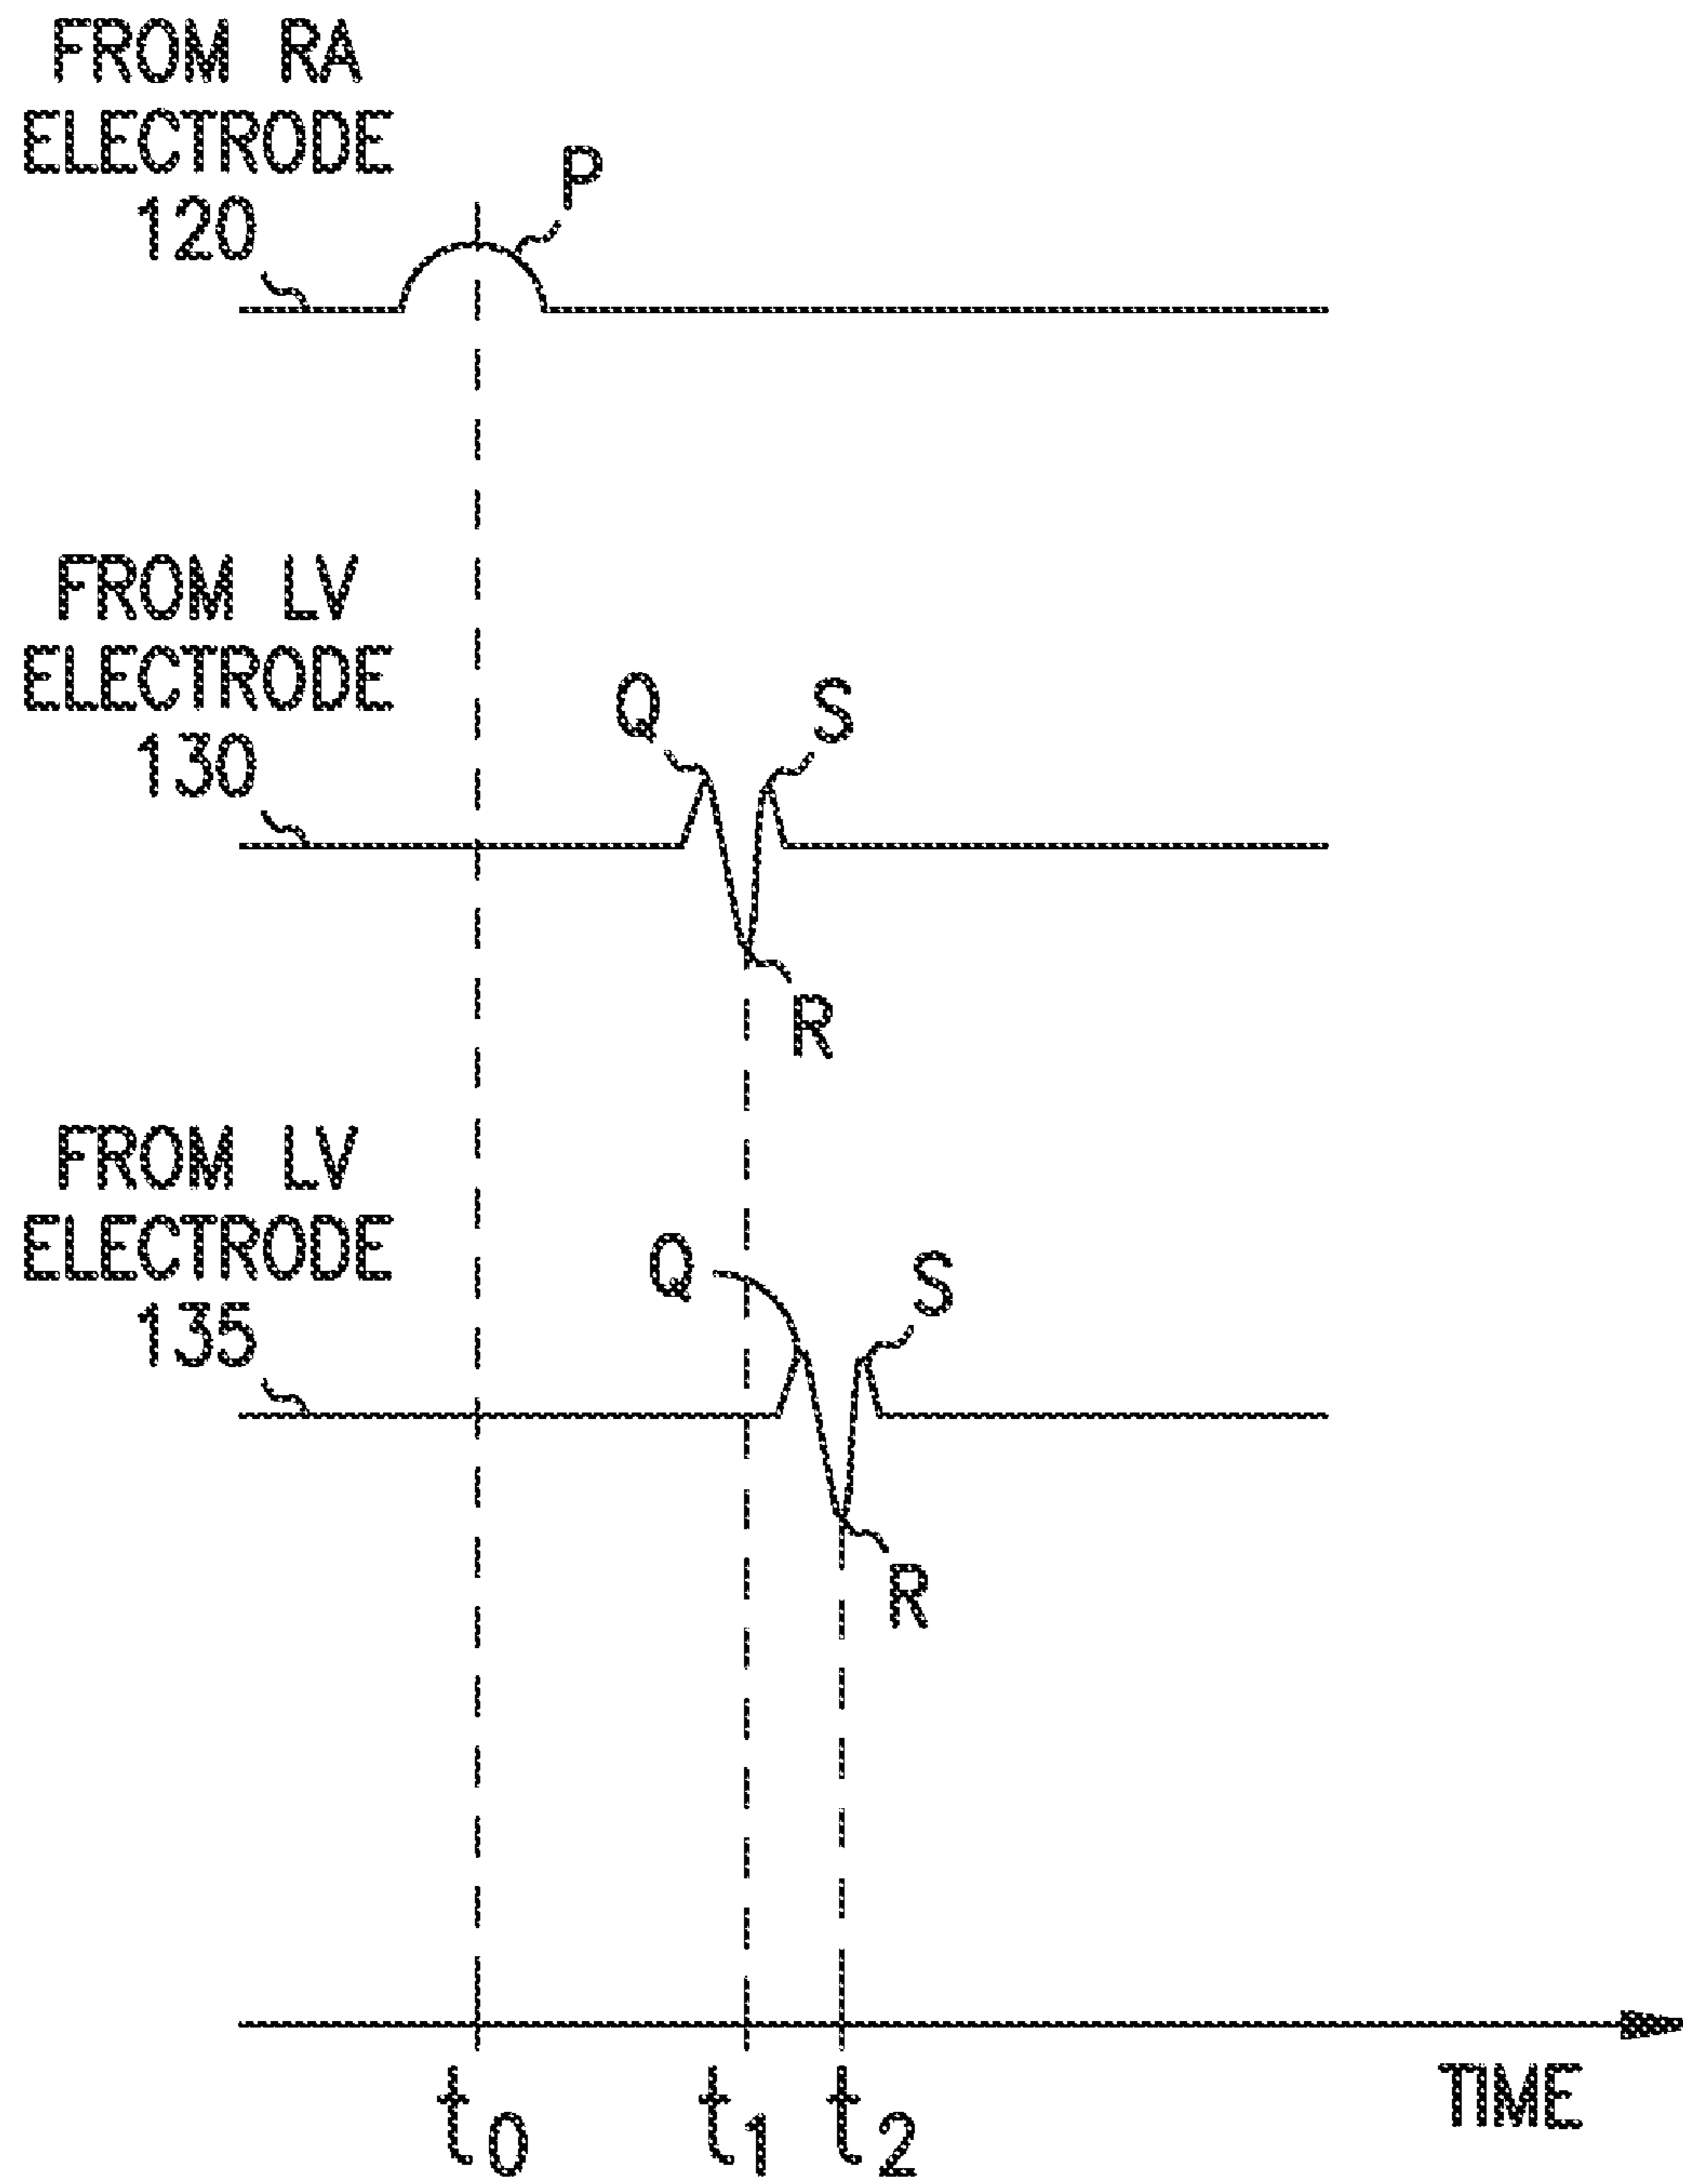 FROM RA
ELECTRODE
120
P
FROM LV
ELECTRODE
130
Q
S
R
FROM LV
ELECTRODE
135
Q
S
R
t0
t1
t2
TIME